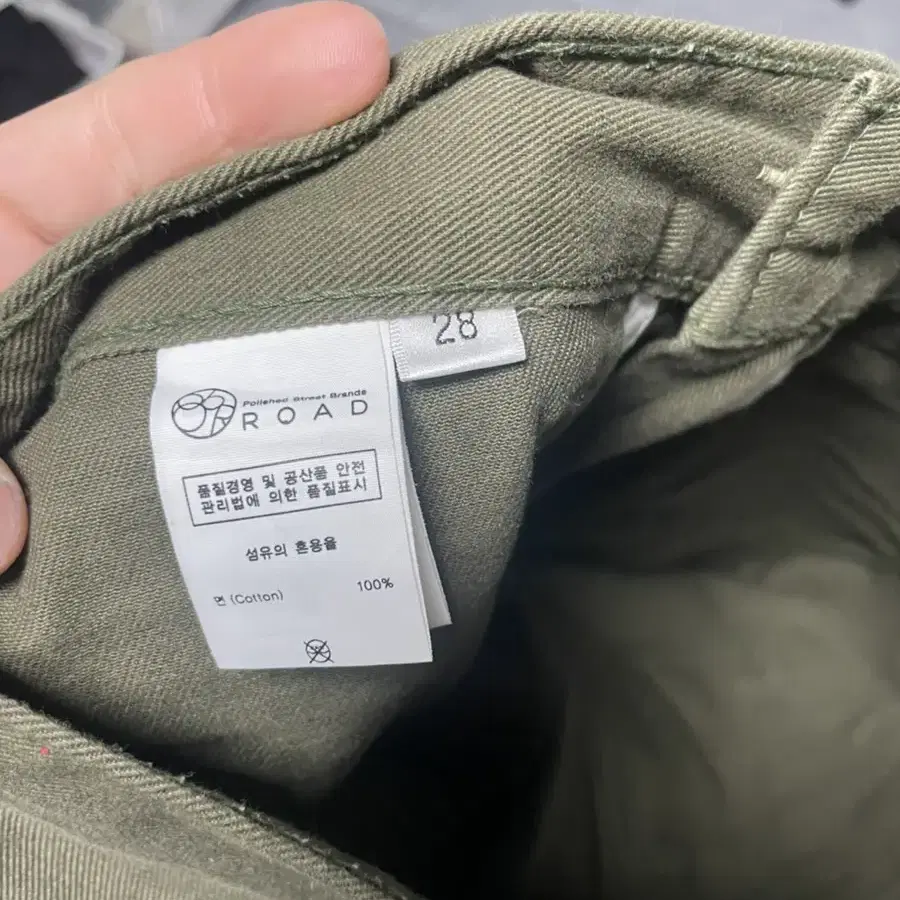 28
Polished Street Brands
ROAD
품질경영 및 공산품 안전
관리법에 의한 품질표시
섬유의 혼용율
면 (Cotton) 100%